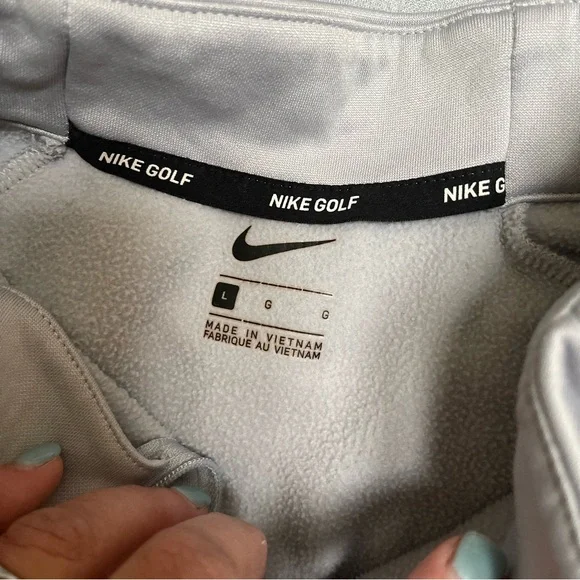 NIKE GOLF NIKE GOLF NIKE G
L G G
MADE IN VIETNAM
FABRIQUE AU VIETNAM